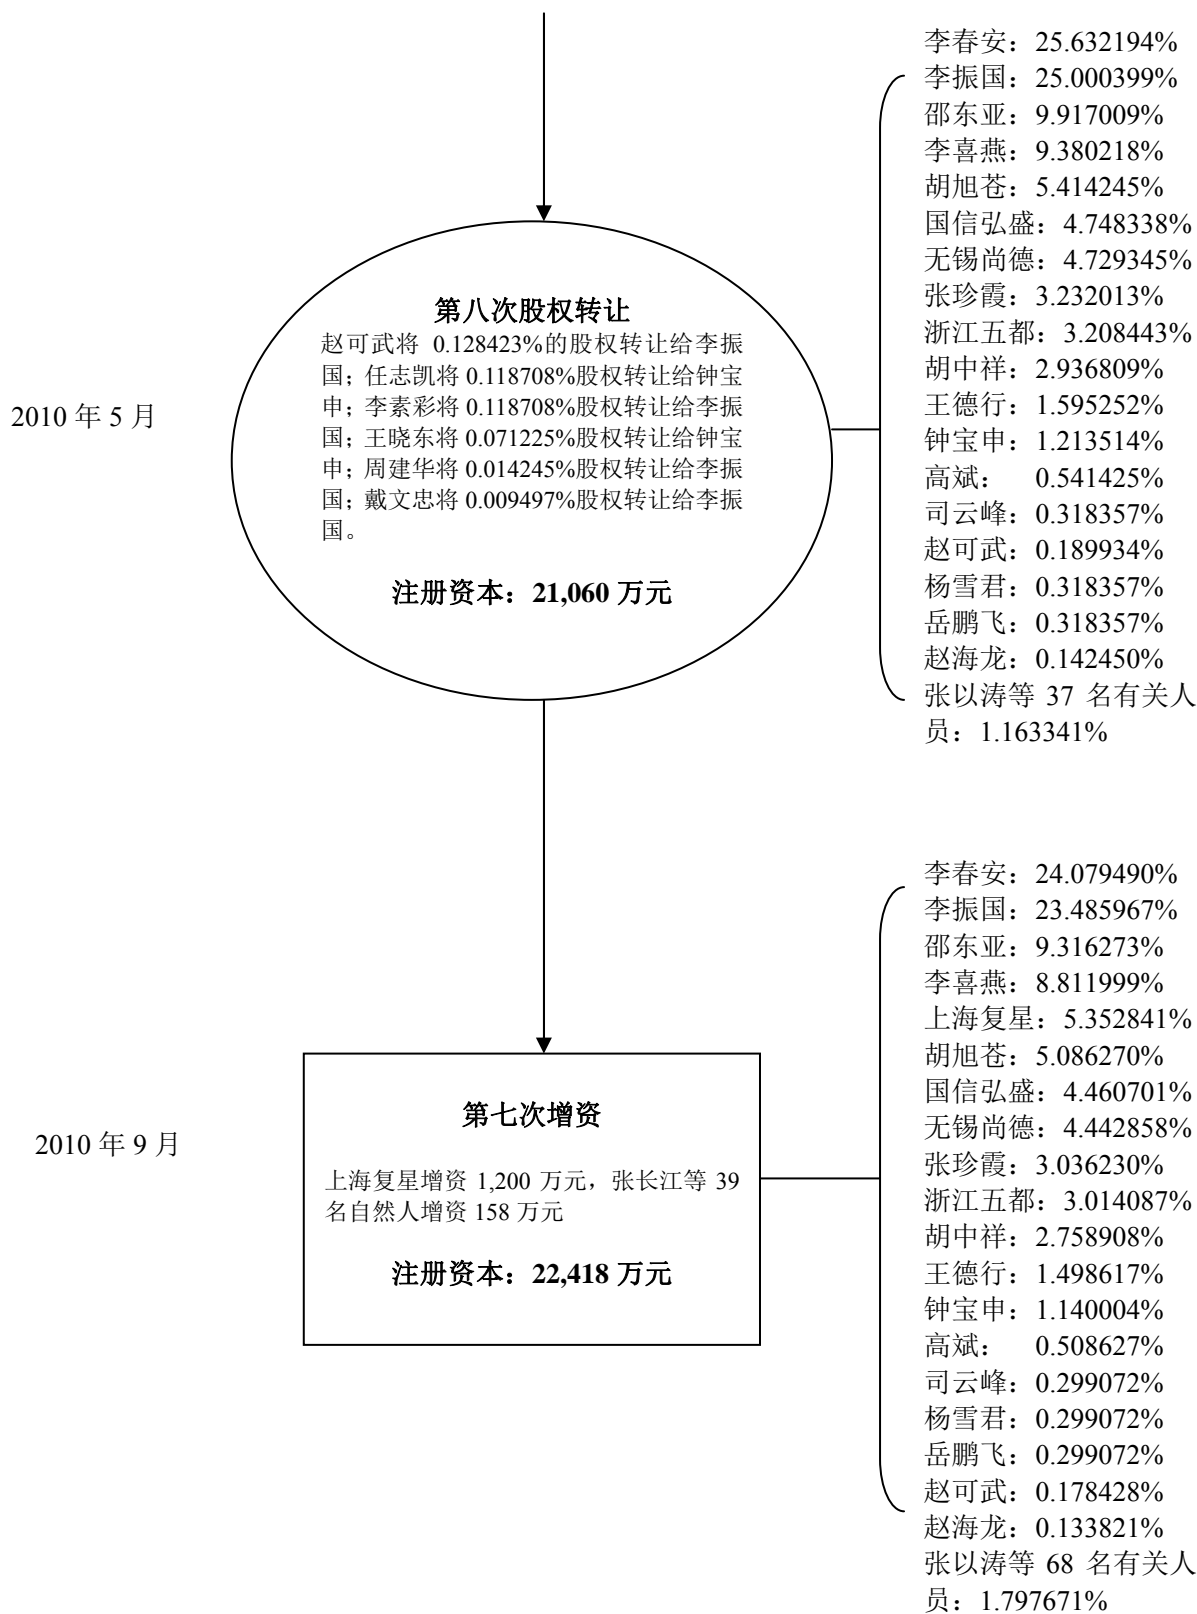 2010 年 5 月
第八次股权转让
赵可武将 0.128423%的股权转让给李振
国；任志凯将 0.118708%股权转让给钟宝
申；李素彩将 0.118708%股权转让给李振
国；王晓东将 0.071225%股权转让给钟宝
申；周建华将 0.014245%股权转让给李振
国；戴文忠将 0.009497%股权转让给李振
国。
注册资本：21,060 万元
李春安：25.632194%
李振国：25.000399%
邵东亚：9.917009%
李喜燕：9.380218%
胡旭苍：5.414245%
国信弘盛：4.748338%
无锡尚德：4.729345%
张珍霞：3.232013%
浙江五都：3.208443%
胡中祥：2.936809%
王德行：1.595252%
钟宝申：1.213514%
高斌： 0.541425%
司云峰：0.318357%
赵可武：0.189934%
杨雪君：0.318357%
岳鹏飞：0.318357%
赵海龙：0.142450%
张以涛等 37 名有关人
员：1.163341%
2010 年 9 月
第七次增资
上海复星增资 1,200 万元，张长江等 39
名自然人增资 158 万元
注册资本：22,418 万元
李春安：24.079490%
李振国：23.485967%
邵东亚：9.316273%
李喜燕：8.811999%
上海复星：5.352841%
胡旭苍：5.086270%
国信弘盛：4.460701%
无锡尚德：4.442858%
张珍霞：3.036230%
浙江五都：3.014087%
胡中祥：2.758908%
王德行：1.498617%
钟宝申：1.140004%
高斌： 0.508627%
司云峰：0.299072%
杨雪君：0.299072%
岳鹏飞：0.299072%
赵可武：0.178428%
赵海龙：0.133821%
张以涛等 68 名有关人
员：1.797671%